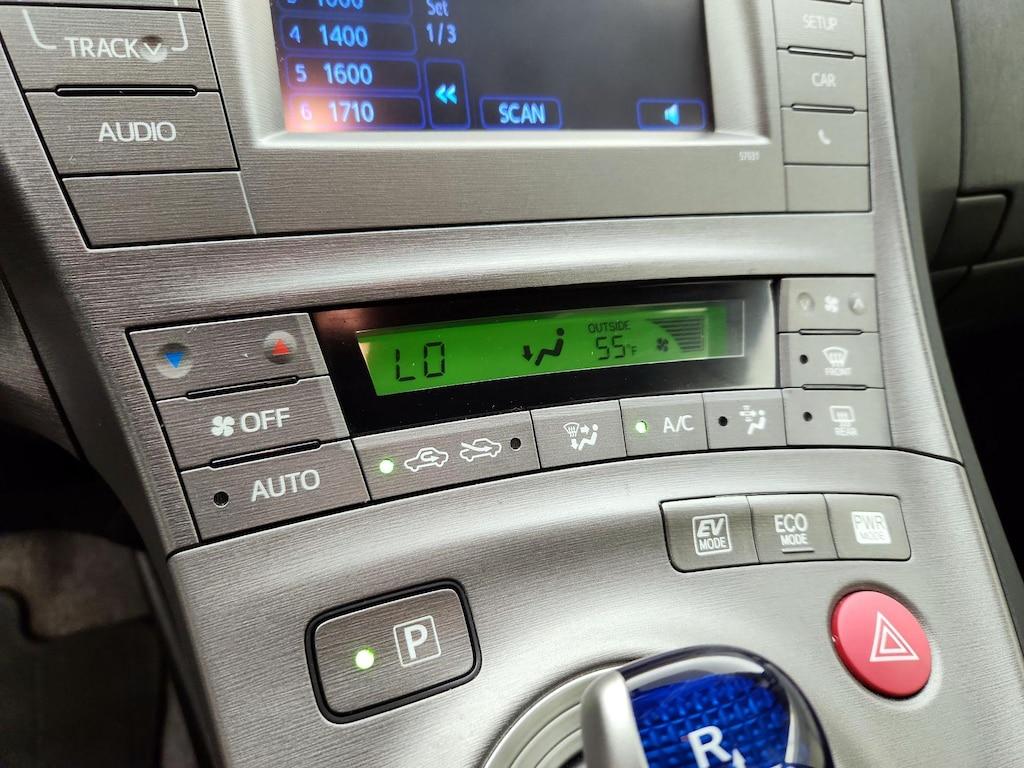 TRACK
AUDIO
Set
4 1400
1/3
5 1600
6 1710
SCAN
SETUP
CAR
57031
OFF
AUTO
LO
OUTSIDE
55°F
A/C
FRONT
REAR
EV
MODE
ECO
MODE
PWR
MODE
P
R